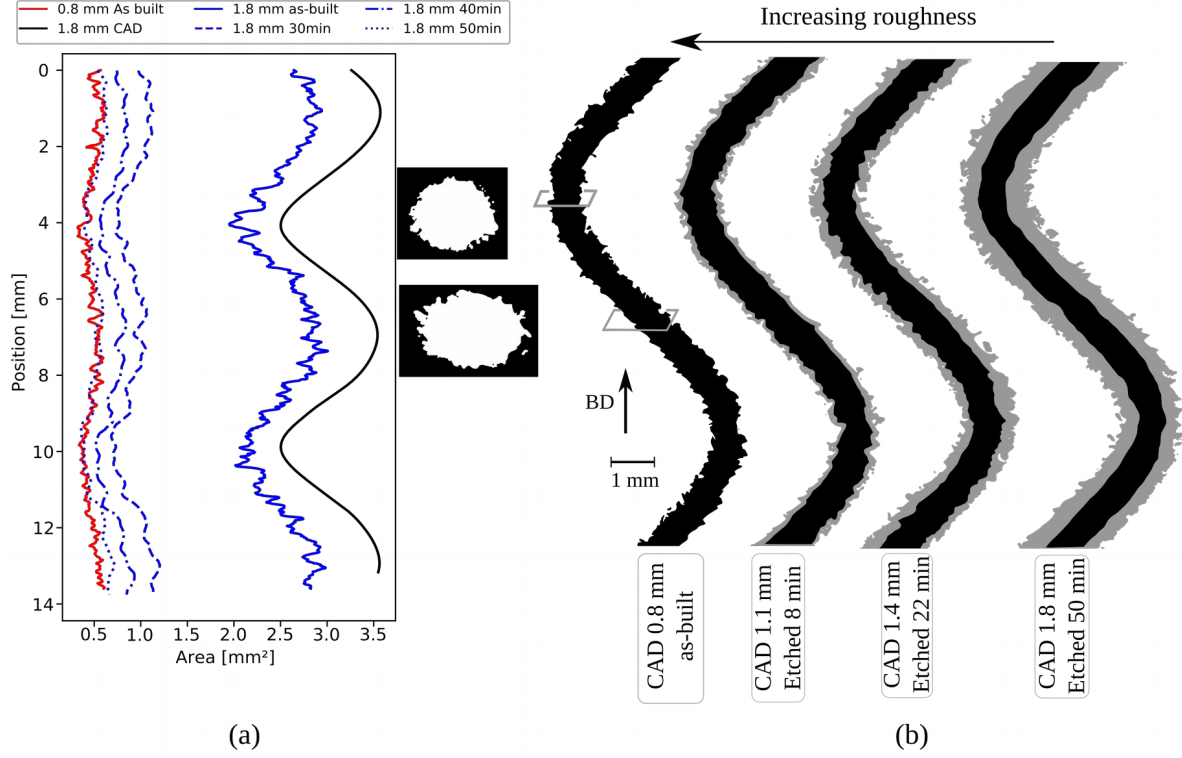 0.8 mm As built 1.8 mm as-built 1.8 mm 40min
1.8 mm CAD 1.8 mm 30min 1.8 mm 50min
Increasing roughness
0
2
4
6
8
10
12
14
Position [mm]
0.5 1.0 1.5 2.0 2.5 3.0 3.5
Area [mm²]
BD
1 mm
CAD 0.8 mm
as-built
CAD 1.1 mm
Etched 8 min
CAD 1.4 mm
Etched 22 min
CAD 1.8 mm
Etched 50 min
(a)
(b)